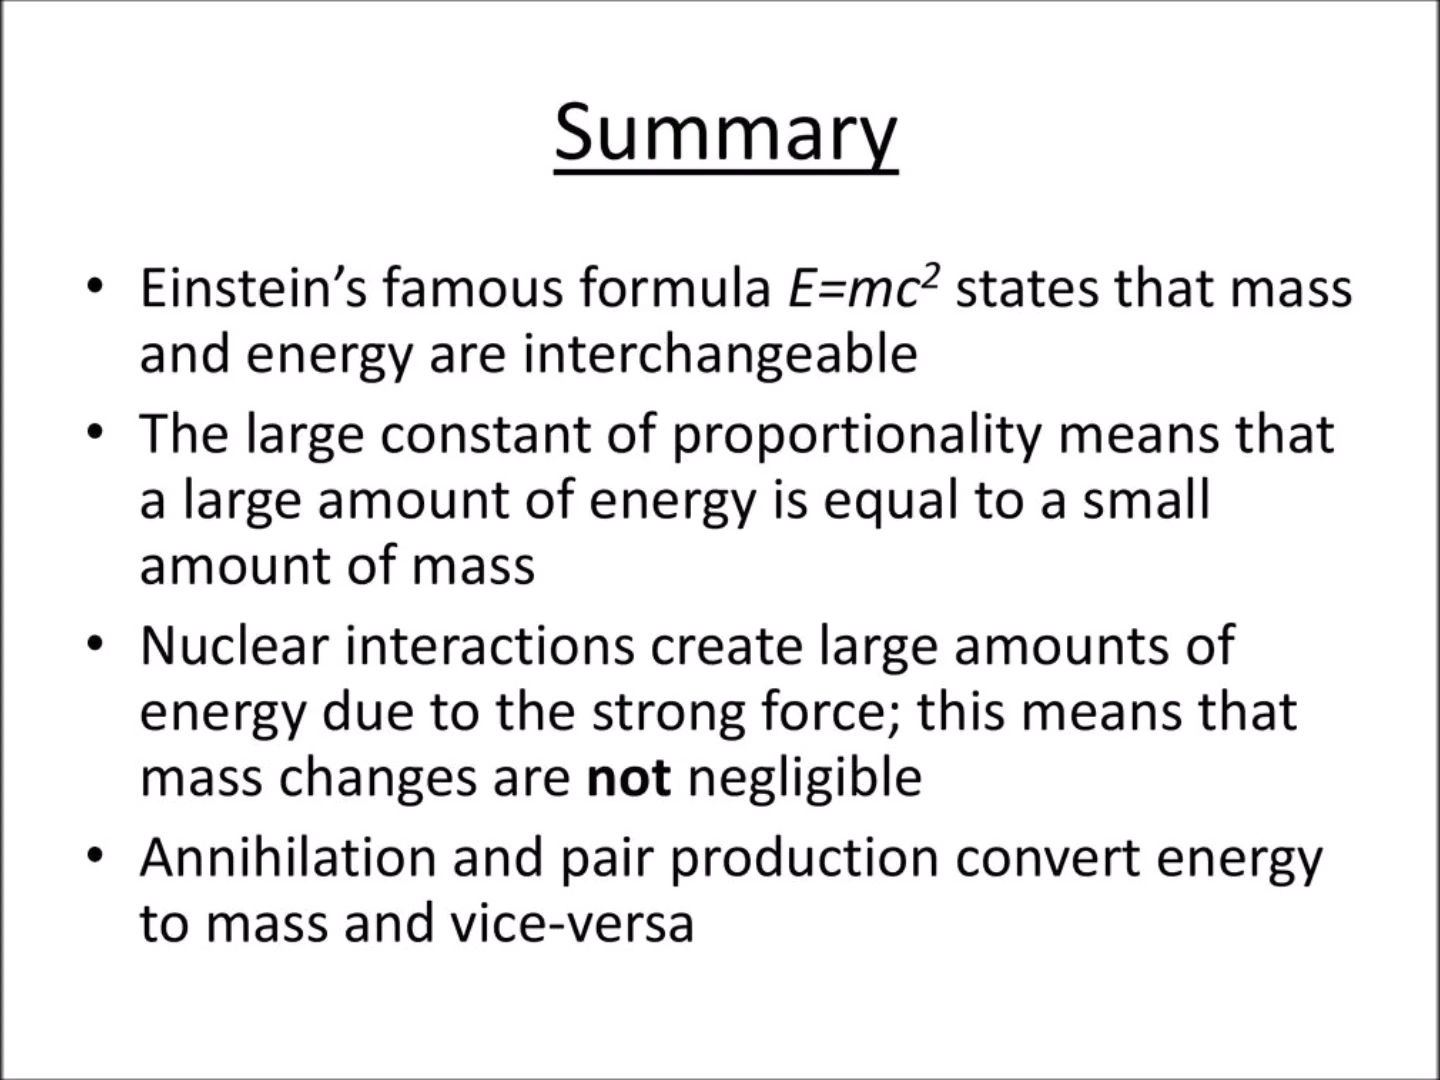 Summary
• Einstein’s famous formula E=mc² states that mass
and energy are interchangeable
• The large constant of proportionality means that
a large amount of energy is equal to a small
amount of mass
• Nuclear interactions create large amounts of
energy due to the strong force; this means that
mass changes are not negligible
• Annihilation and pair production convert energy
to mass and vice-versa